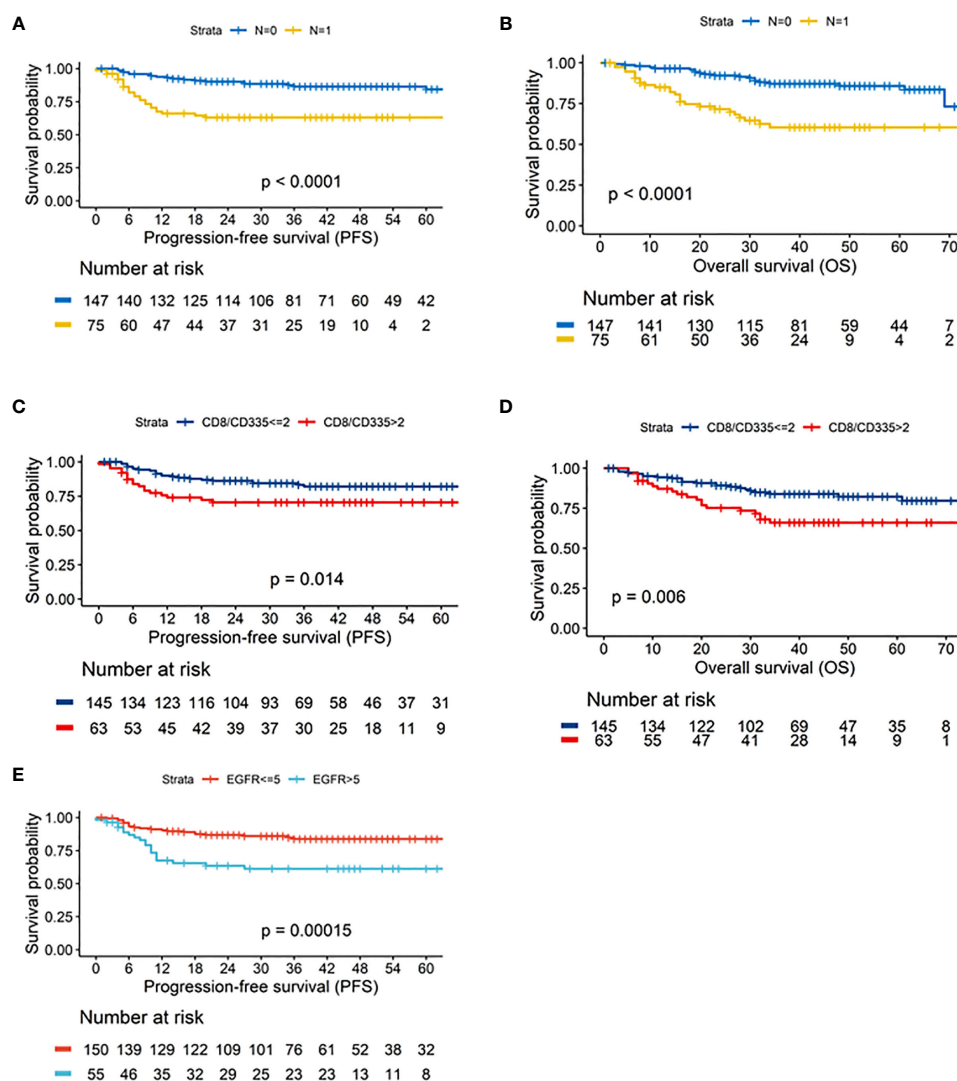 A
Strata N=0 N=1
Survival probability
1.00
0.75
0.50
0.25
0.00
p < 0.0001
0 6 12 18 24 30 36 42 48 54 60
Progression-free survival (PFS)
Number at risk
147 140 132 125 114 106 81 71 60 49 42
75 60 47 44 37 31 25 19 10 4 2
B
Strata N=0 N=1
Survival probability
1.00
0.75
0.50
0.25
0.00
p < 0.0001
0 10 20 30 40 50 60 70
Overall survival (OS)
Number at risk
147 141 130 115 81 59 44 7
75 61 50 36 24 9 4 2
C
Strata CD8/CD335<=2 CD8/CD335>2
Survival probability
1.00
0.75
0.50
0.25
0.00
p = 0.014
0 6 12 18 24 30 36 42 48 54 60
Progression-free survival (PFS)
Number at risk
145 134 123 116 104 93 69 58 46 37 31
63 53 45 42 39 37 30 25 18 11 9
D
Strata CD8/CD335<=2 CD8/CD335>2
Survival probability
1.00
0.75
0.50
0.25
0.00
p = 0.006
0 10 20 30 40 50 60 70
Overall survival (OS)
Number at risk
145 134 122 102 69 47 35 8
63 55 47 41 28 14 9 1
E
Strata EGFR<=5 EGFR>5
Survival probability
1.00
0.75
0.50
0.25
0.00
p = 0.00015
0 6 12 18 24 30 36 42 48 54 60
Progression-free survival (PFS)
Number at risk
150 139 129 122 109 101 76 61 52 38 32
55 46 35 32 29 25 23 23 13 11 8